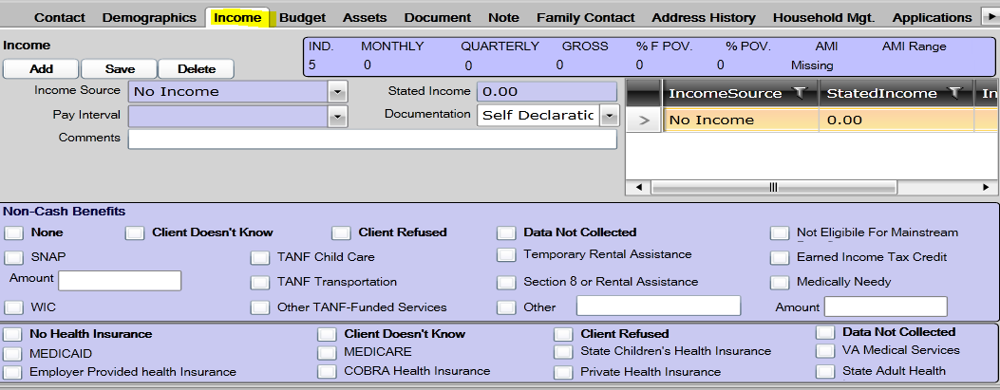 Contact Demographics Income Budget Assets Document Note Family Contact Address History Household Mgt. Applications
Income
IND. MONTHLY QUARTERLY GROSS % F POV. % POV. AMI AMI Range
5 0 0 0 0 0 Missing
Add Save Delete
Income Source No Income Stated Income 0.00
Pay Interval Documentation Self Declaratic
Comments
IncomeSource StatedIncome In
No Income 0.00
Non-Cash Benefits
None Client Doesn't Know Client Refused Data Not Collected Not Eligibile For Mainstream
SNAP TANF Child Care Temporary Rental Assistance Earned Income Tax Credit
Amount
TANF Transportation Section 8 or Rental Assistance Medically Needy
WIC Other TANF-Funded Services Other Amount
No Health Insurance Client Doesn't Know Client Refused Data Not Collected
MEDICAID MEDICARE State Children's Health Insurance VA Medical Services
Employer Provided health Insurance COBRA Health Insurance Private Health Insurance State Adult Health